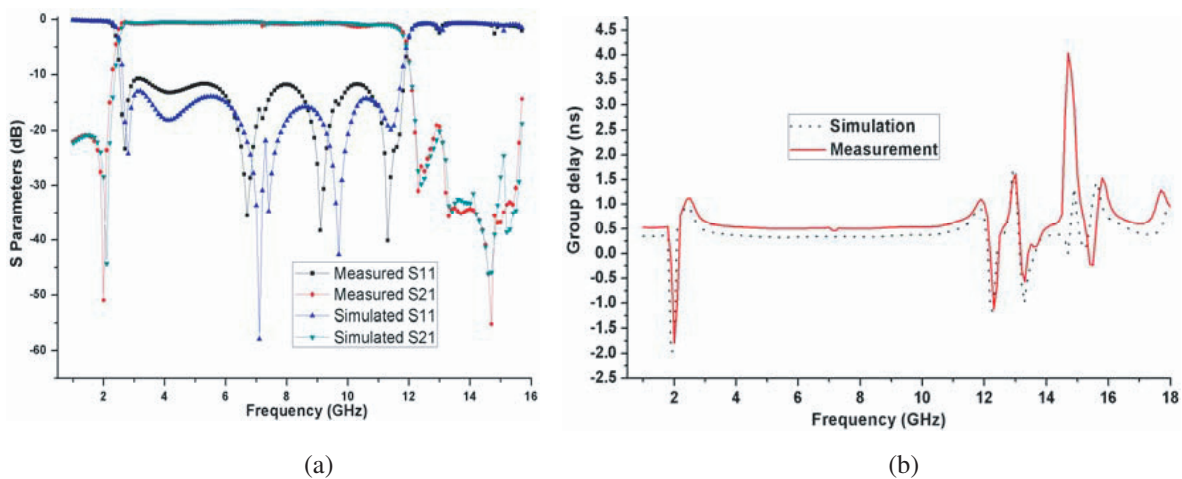 0
-10
-20
-30
-40
-50
-60
S Parameters (dB)
Measured S11
Measured S21
Simulated S11
Simulated S21
2 4 6 8 10 12 14 16
Frequency (GHz)
(a)
4.5
4.0
3.5
3.0
2.5
2.0
1.5
1.0
0.5
0.0
-0.5
-1.0
-1.5
-2.0
-2.5
Group delay (ns)
Simulation
Measurement
2 4 6 8 10 12 14 16 18
Frequency (GHz)
(b)